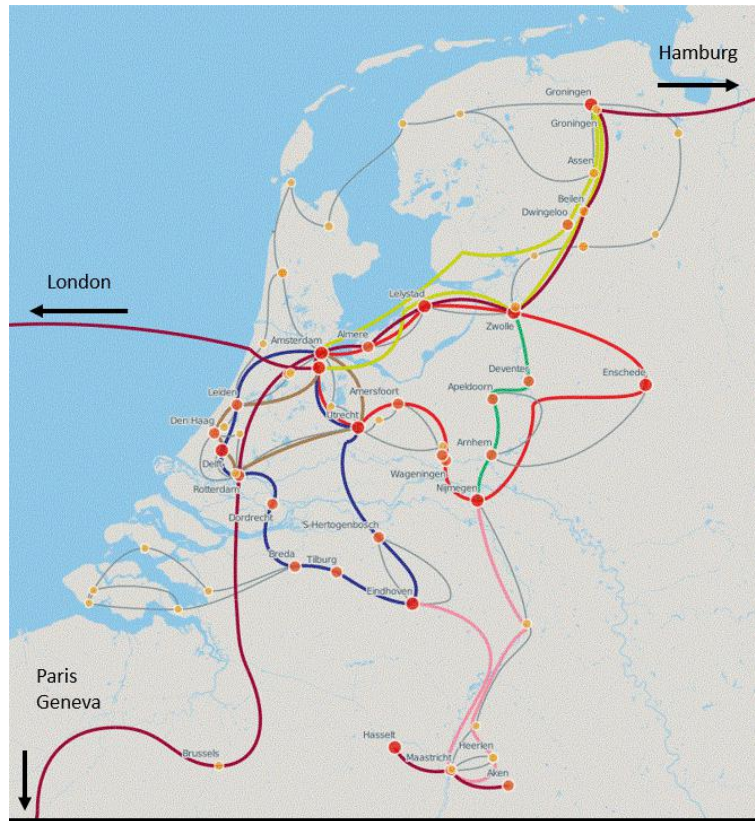 Hamburg
Groningen
Groningen
Assen
Beilen
Dwingeloo
London
Lelystad
Zwolle
Amsterdam
Almere
Deventer
Enschede
Apeldoorn
Leiden
Amersfoort
Utrecht
Den Haag
Arnhem
Delft
Wageningen
Rotterdam
Nijmegen
Dordrecht
'S-Hertogenbosch
Breda
Tilburg
Eindhoven
Paris
Geneva
Brussels
Hasselt
Heerlen
Maastricht
Aken